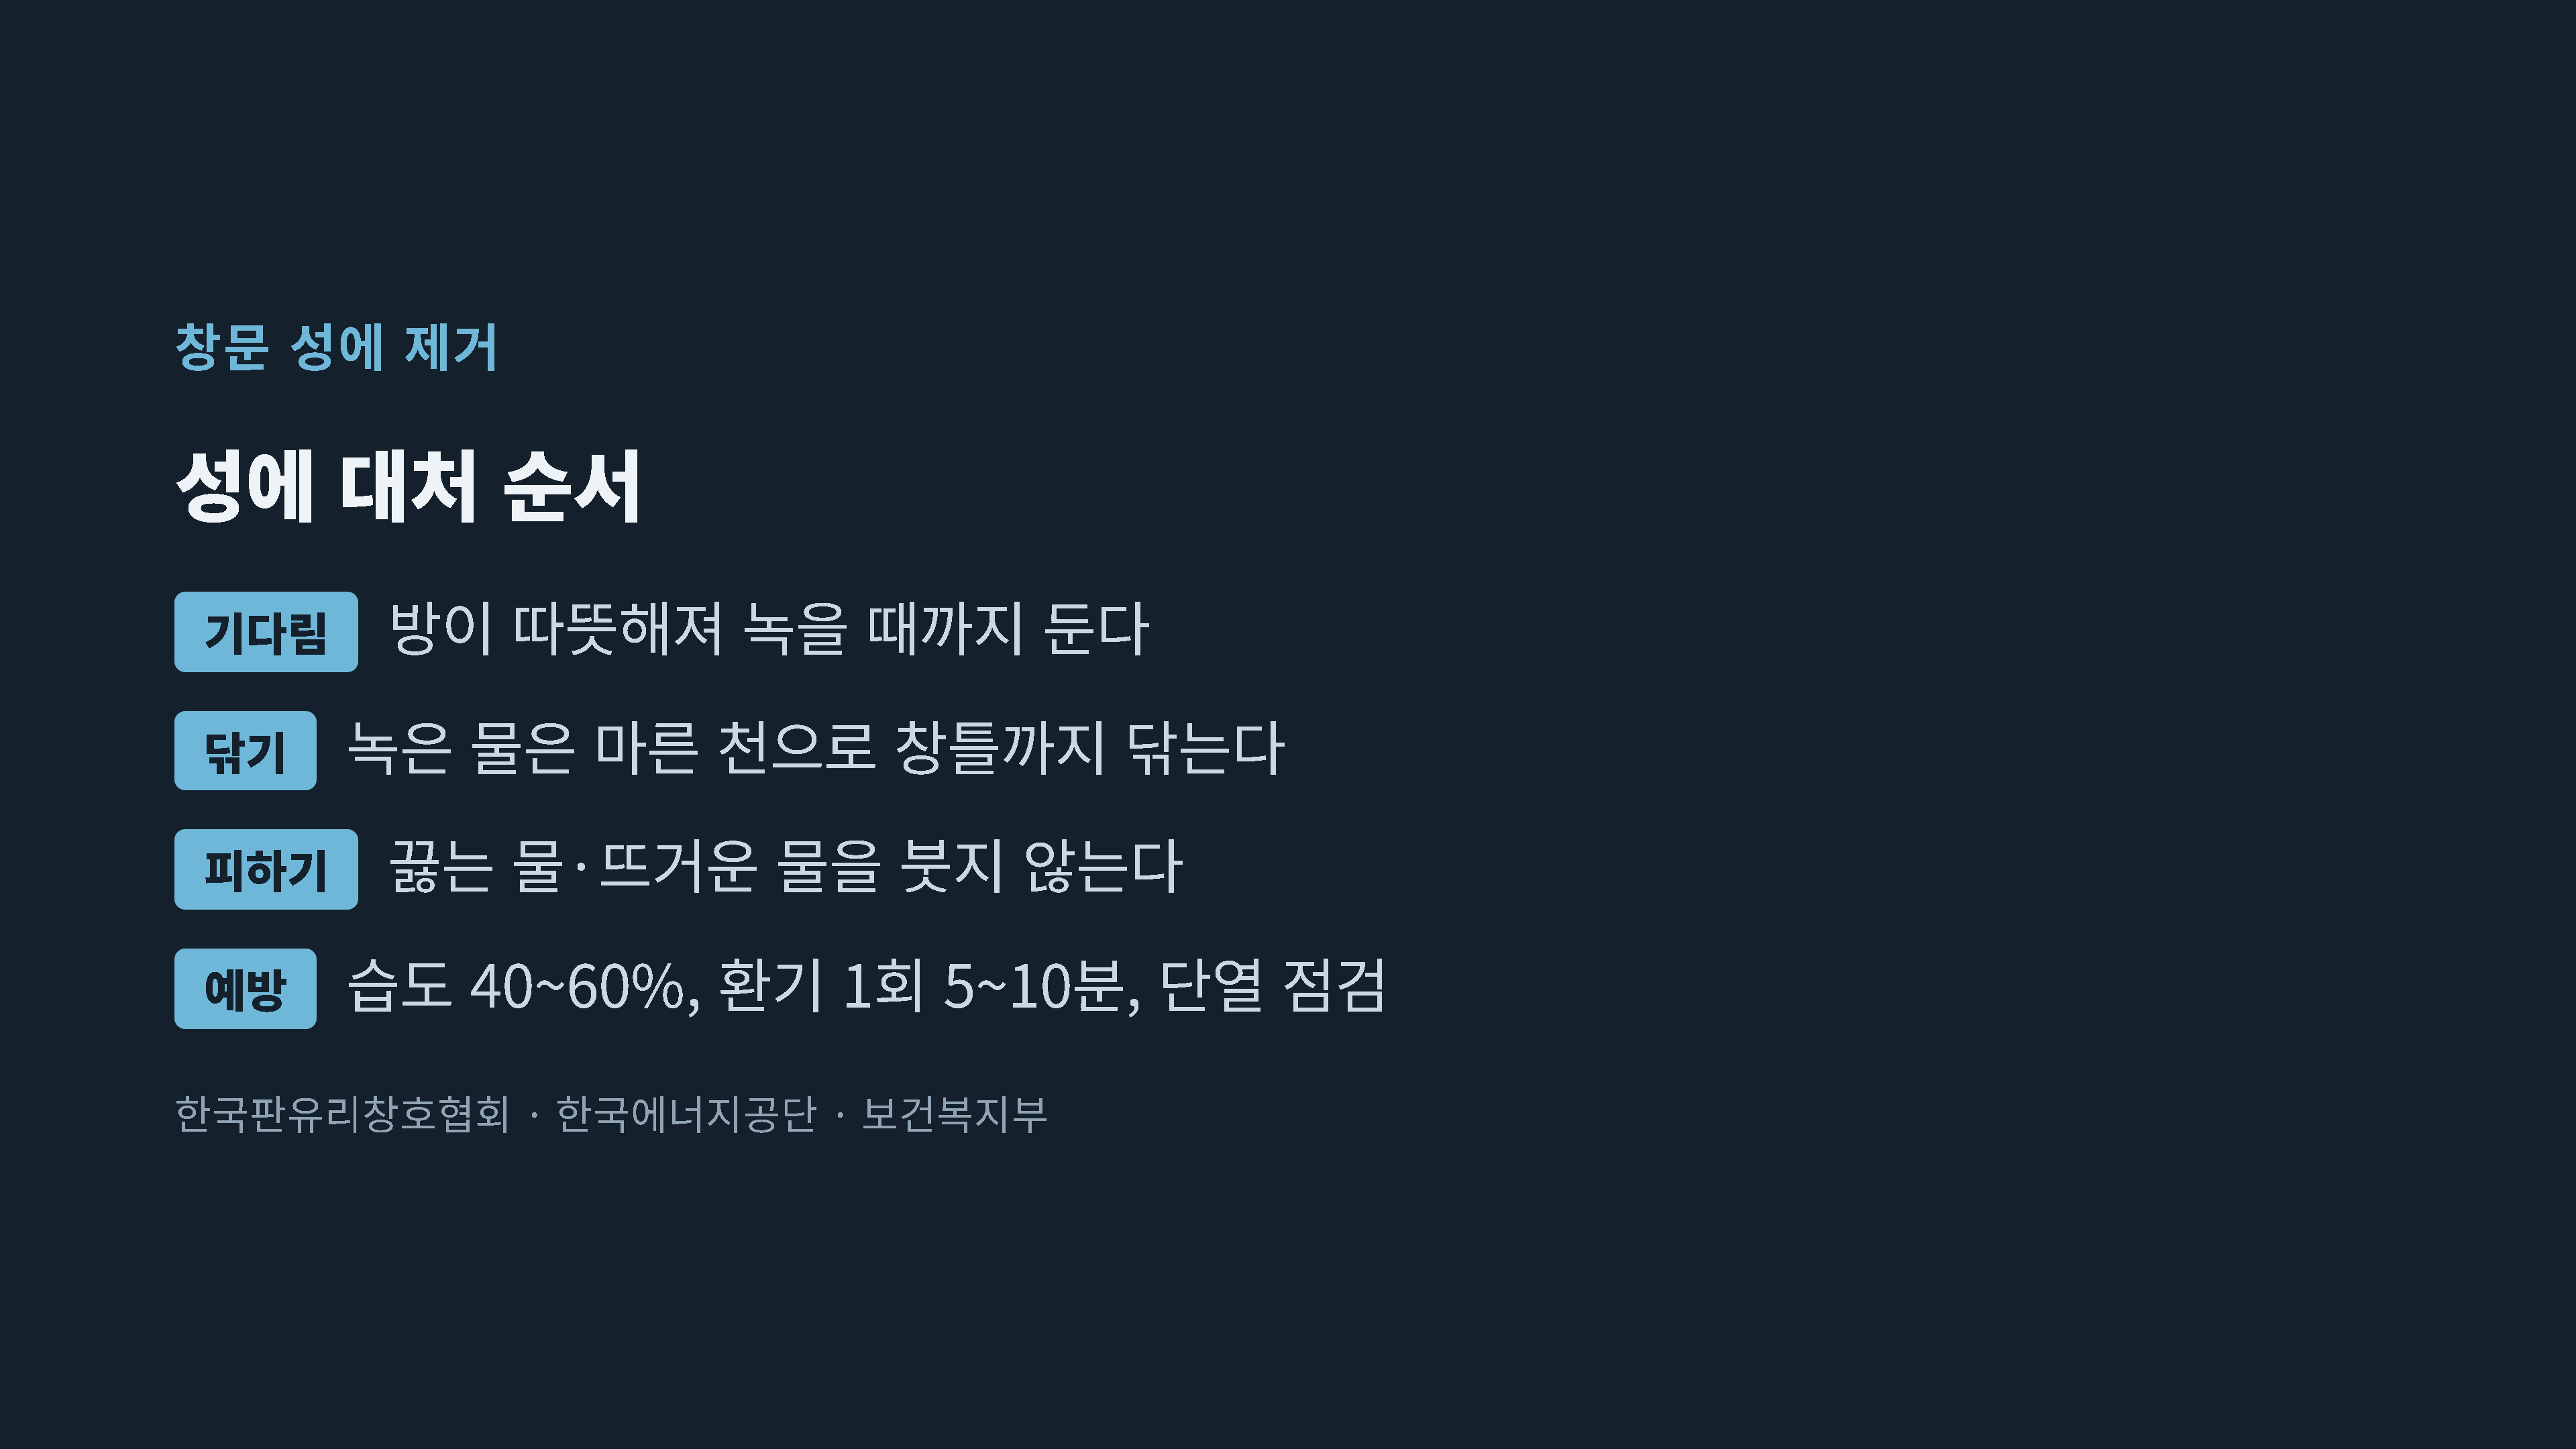 창문 성에 제거
성에 대처 순서
기다림 방이 따뜻해져 녹을 때까지 둔다
닦기 녹은 물은 마른 천으로 창틀까지 닦는다
피하기 끓는 물·뜨거운 물을 붓지 않는다
예방 습도 40~60%, 환기 1회 5~10분, 단열 점검
한국판유리창호협회 · 한국에너지공단 · 보건복지부